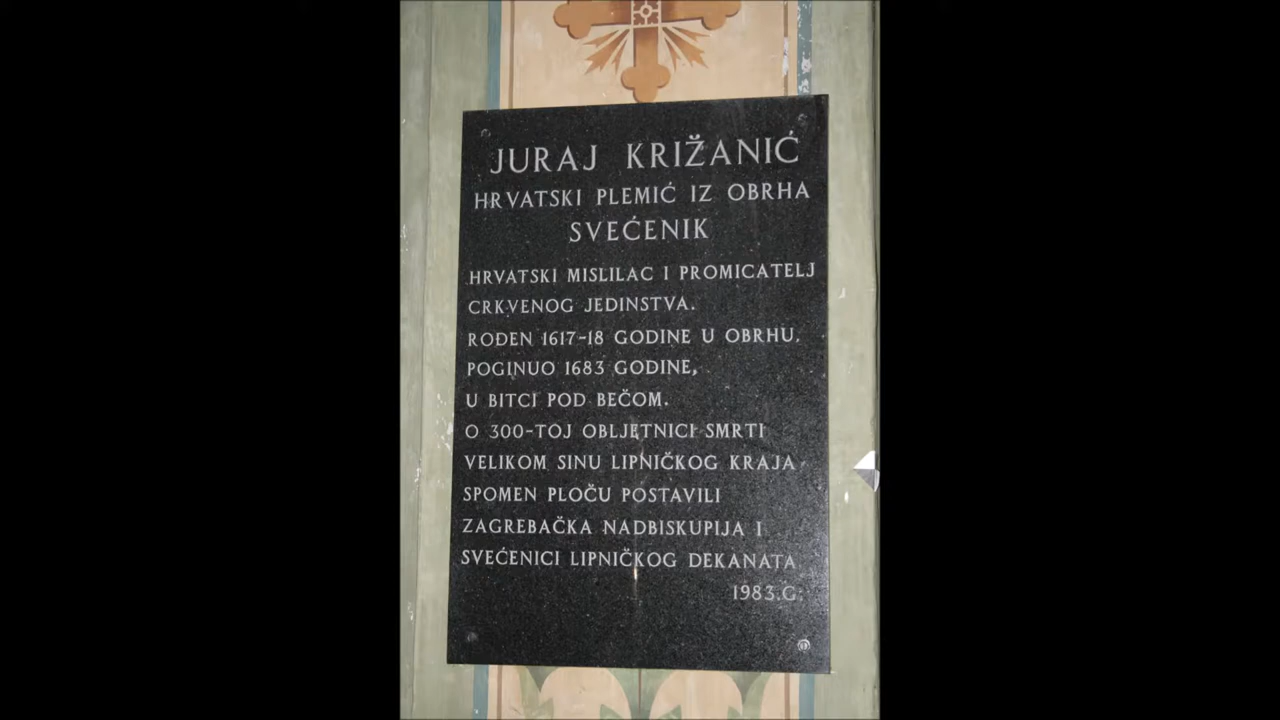 JURAJ KRIŽANIĆ
HRVATSKI PLEMIĆ IZ OBRHA
SVEĆENIK
HRVATSKI MISLILAC I PROMICATELJ
CRKVENOG JEDINSTVA.
ROĐEN 1617-18 GODINE U OBRHU.
POGINUO 1683 GODINE,
U BITCI POD BEČOM.
O 300-TOJ OBLJETNICI SMRTI
VELIKOM SINU LIPNIČKOG KRAJA
SPOMEN PLOČU POSTAVILI
ZAGREBAČKA NADBISKUPIJA I
SVEĆENICI LIPNIČKOG DEKANATA
1983.G.